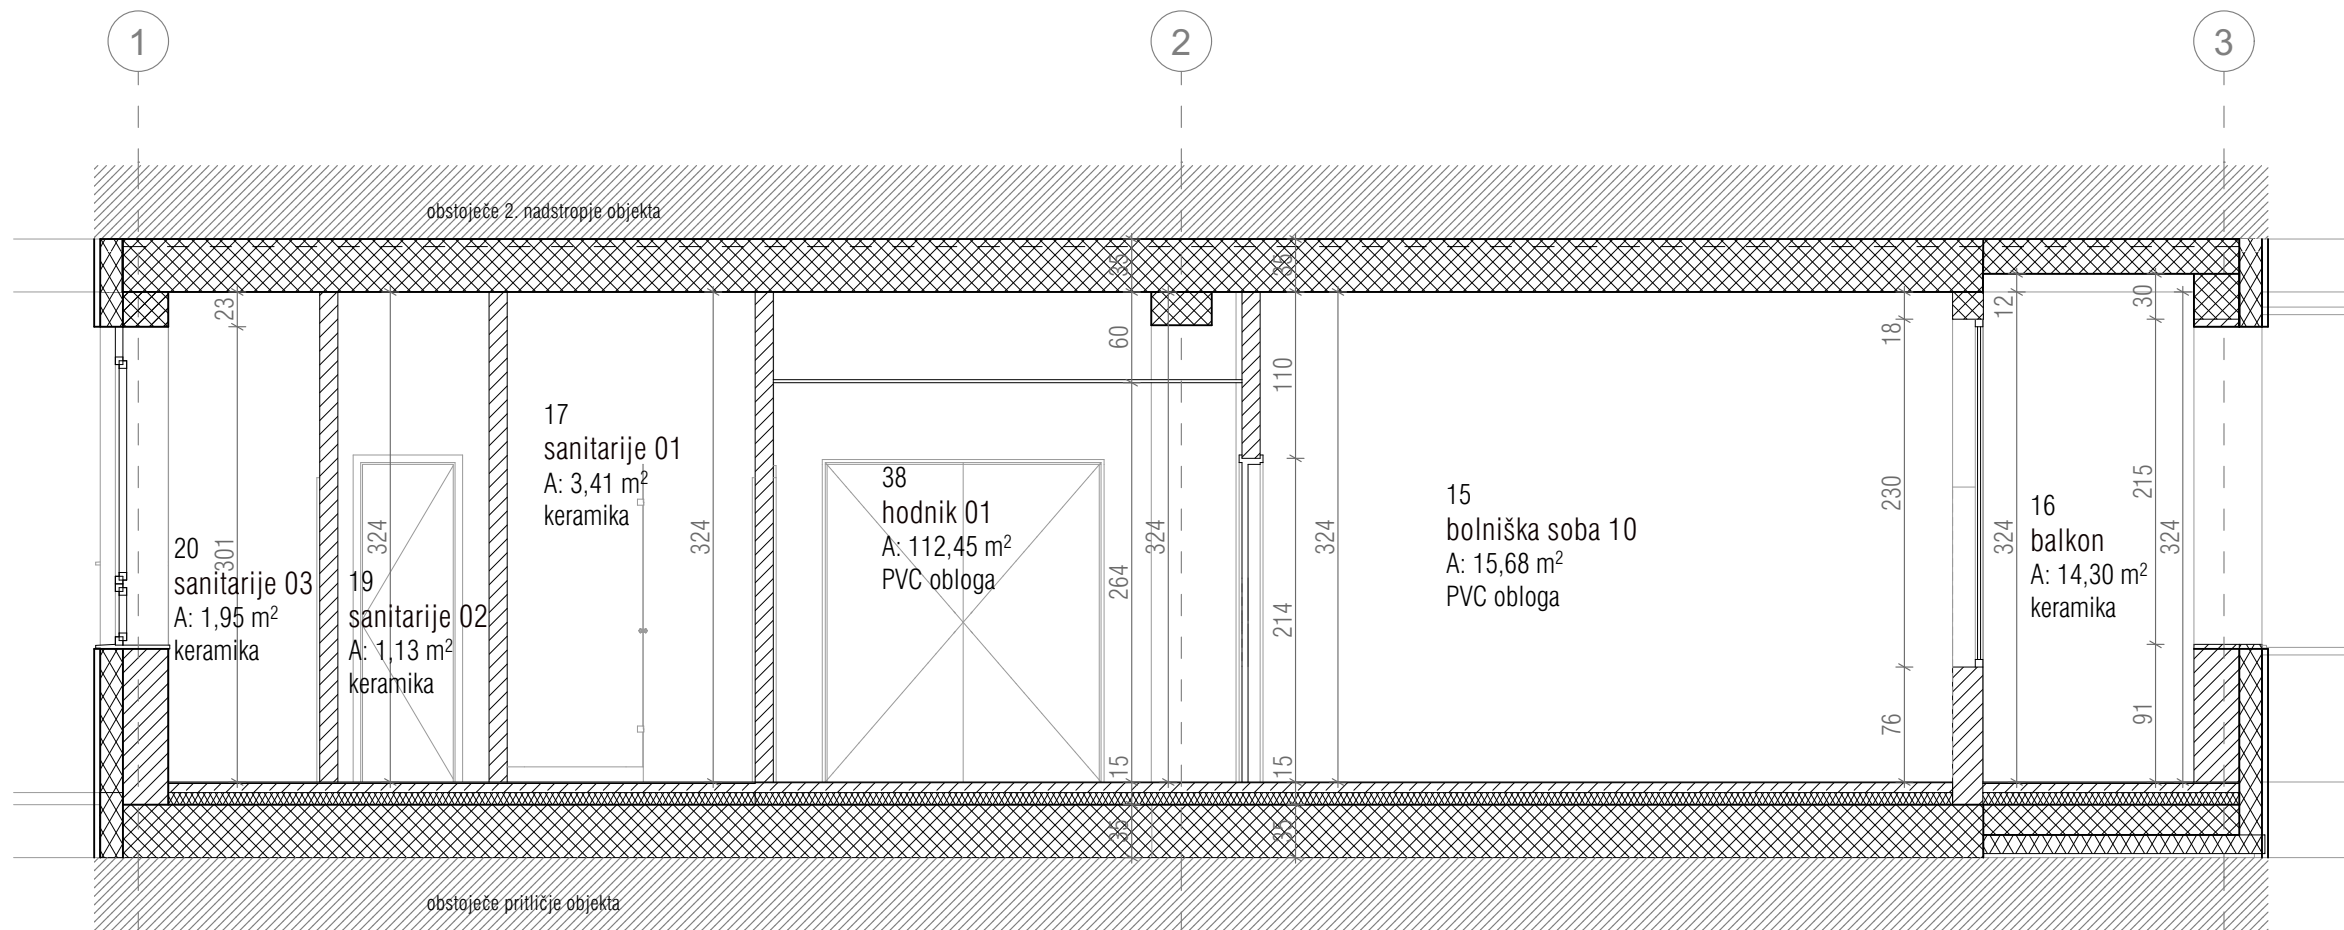 1
2
3
obstoječe 2. nadstropje objekta
35
35
23
12
30
18
60
110
17
sanitarije 01
A: 3,41 m²
keramika
38
hodnik 01
A: 112,45 m²
PVC obloga
15
bolniška soba 10
A: 15,68 m²
PVC obloga
16
balkon
A: 14,30 m²
keramika
20
sanitarije 03
A: 1,95 m²
keramika
19
sanitarije 02
A: 1,13 m²
keramika
301
324
324
324
324
324
324
230
215
264
214
76
91
15
15
35
35
obstoječe pritličje objekta